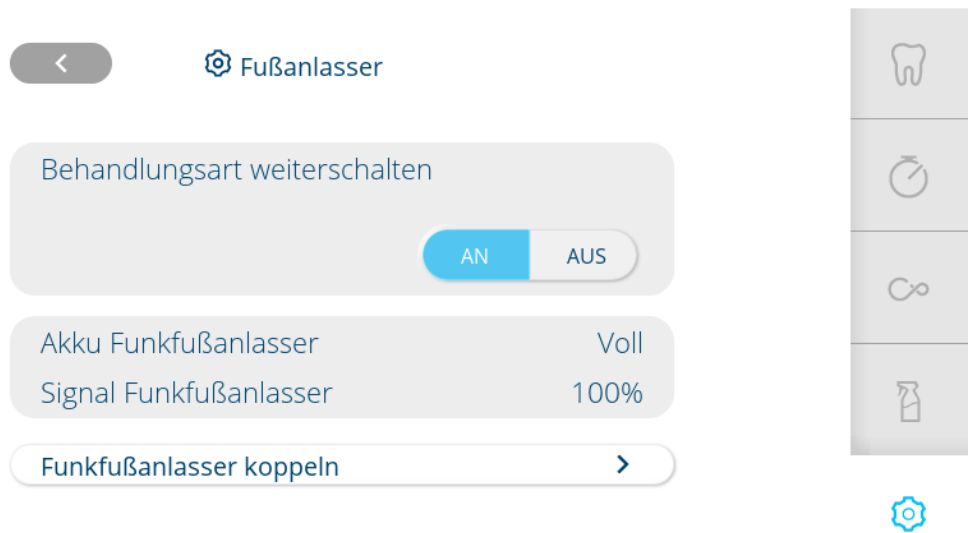 Fußanlasser
Behandlungsart weiterschalten
AN AUS
Akku Funkfußanlasser Voll
Signal Funkfußanlasser 100%
Funkfußanlasser koppeln